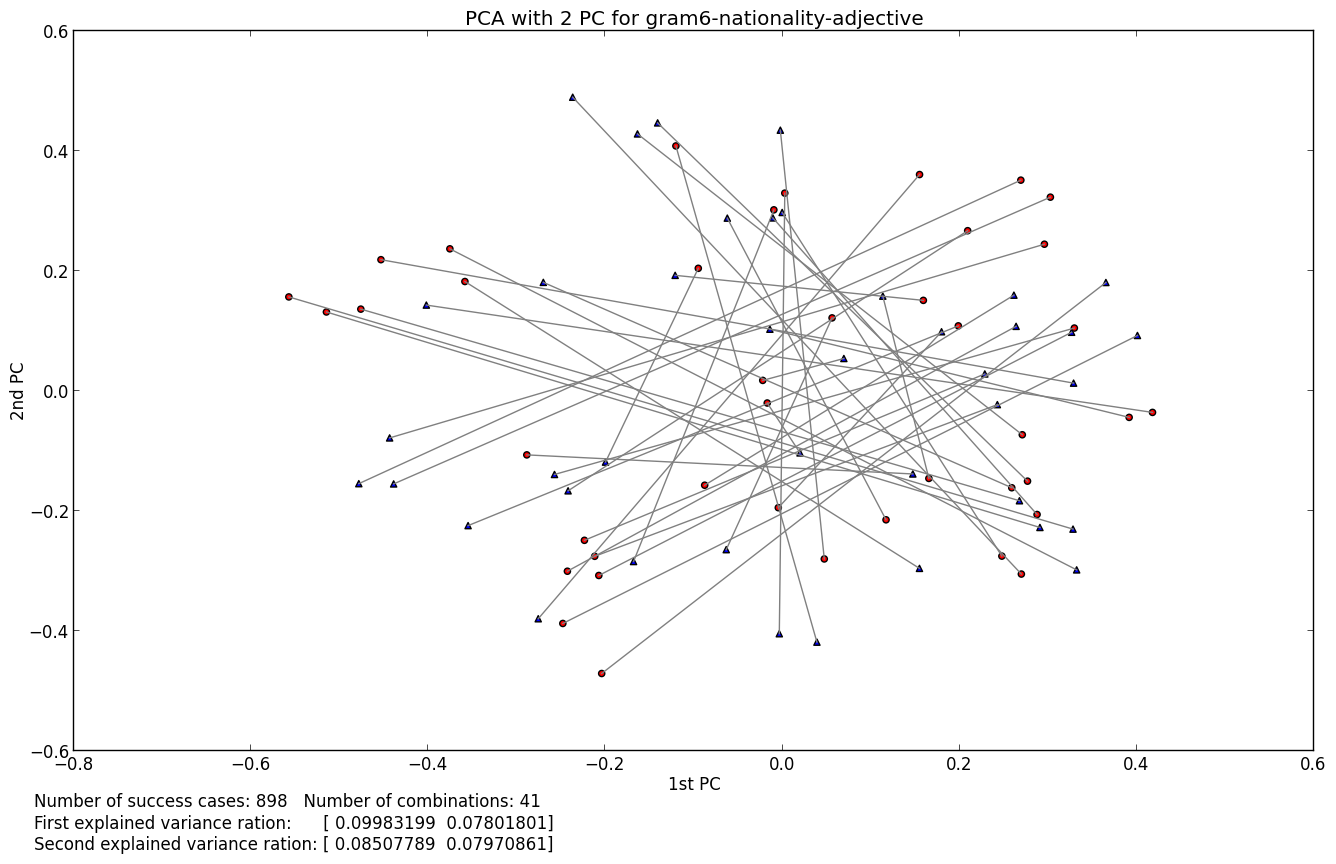 PCA with 2 PC for gram6-nationality-adjective
0.6
0.4
0.2
0.0
−0.2
−0.4
−0.6
2nd PC
−0.8 −0.6 −0.4 −0.2 0.0 0.2 0.4 0.6
1st PC
Number of success cases: 898 Number of combinations: 41
First explained variance ration: [ 0.09983199 0.07801801]
Second explained variance ration: [ 0.08507789 0.07970861]